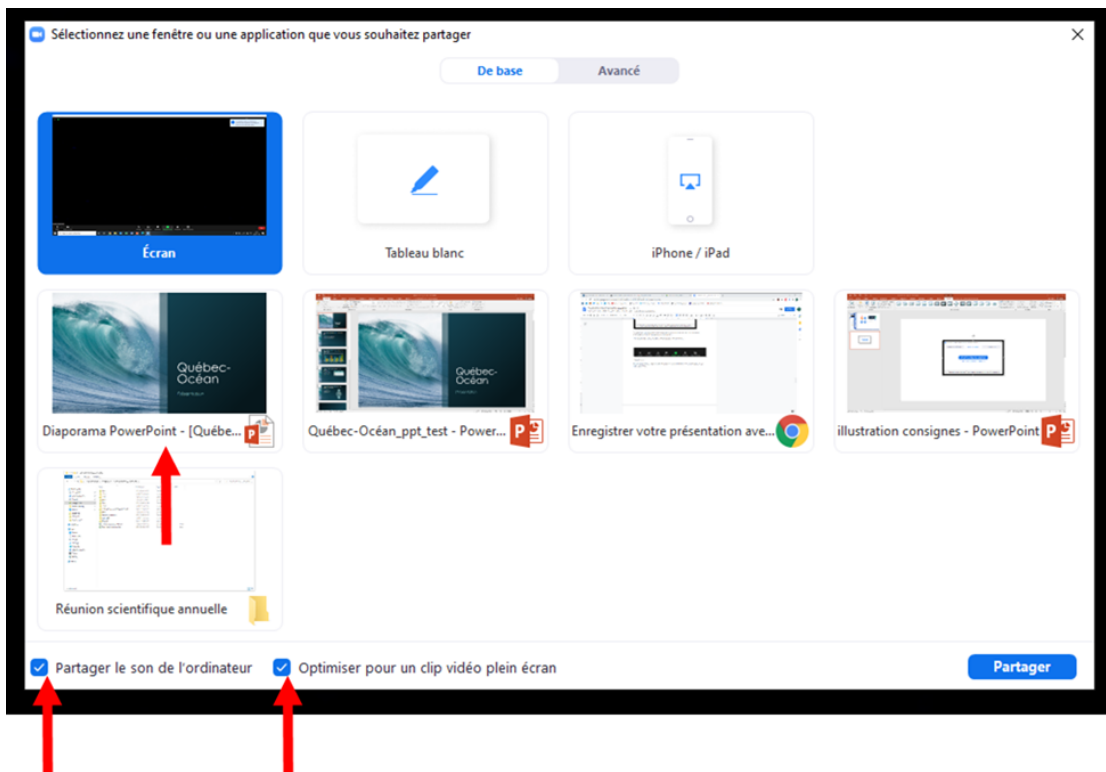 Sélectionnez une fenêtre ou une application que vous souhaitez partager
De base
Avancé
Écran
Tableau blanc
iPhone / iPad
Québec-
Océan
Québec-
Océan
Diaporama PowerPoint - [Québe...
Québec-Océan_ppt_test - Power...
Enregistrer votre présentation ave...
illustration consignes - PowerPoint
Réunion scientifique annuelle
Partager le son de l'ordinateur
Optimiser pour un clip vidéo plein écran
Partager